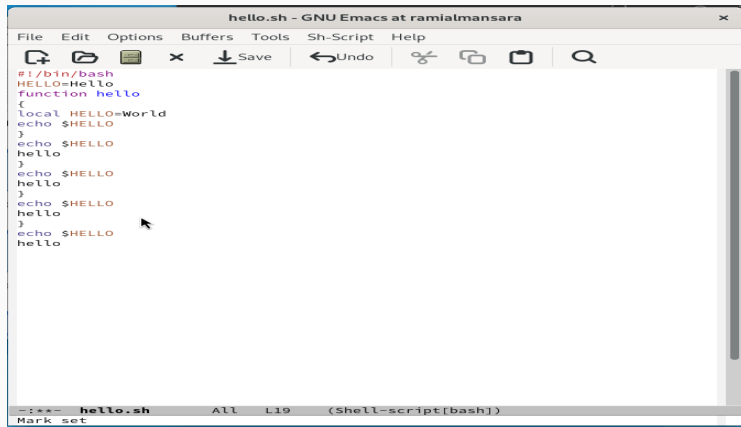 hello.sh - GNU Emacs at ramialmansara
File Edit Options Buffers Tools Sh-Script Help
Save Undo
#!/bin/bash
HELLO=Hello
function hello
{
local HELLO=World
echo $HELLO
}
echo $HELLO
hello
}
echo $HELLO
hello
}
echo $HELLO
hello
}
echo $HELLO
hello
-:**- hello.sh All L19 (Shell-script[bash])
Mark set